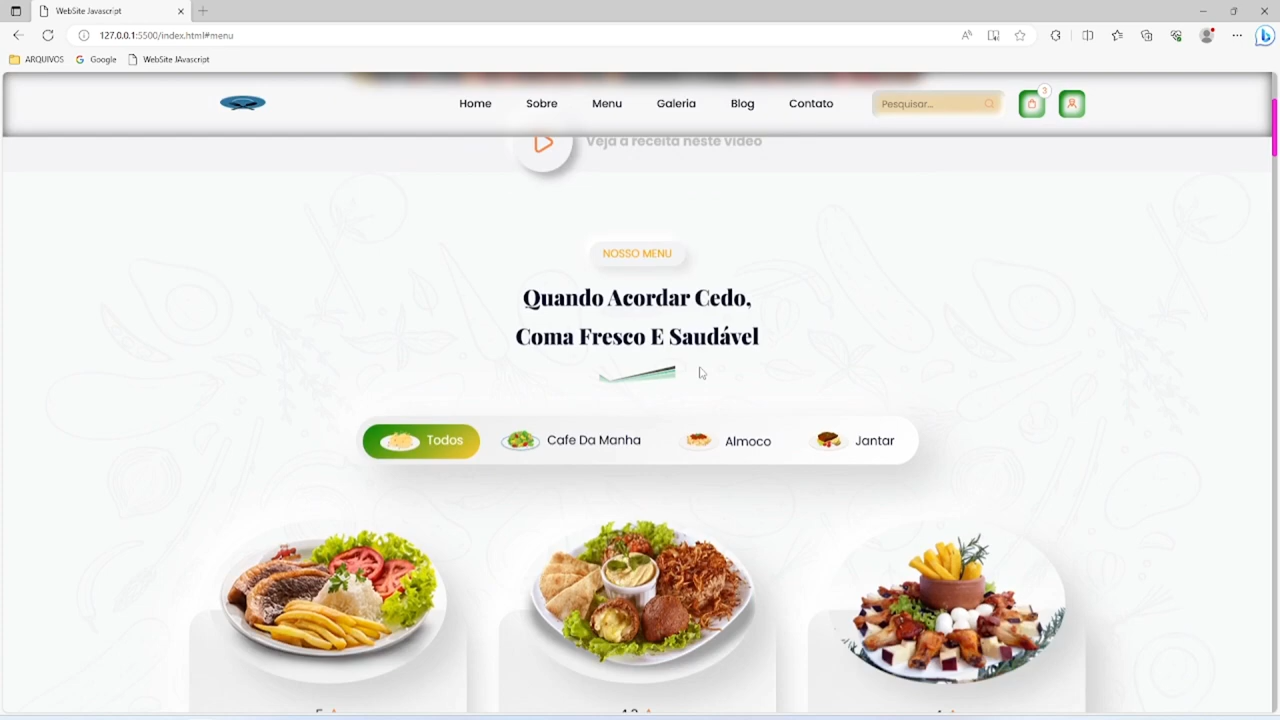 WebSite Javascript
127.0.0.1:5500/index.html#menu
ARQUIVOS Google WebSite JAvascript
Home Sobre Menu Galeria Blog Contato Pesquisar... 3
Veja a receita neste video
NOSSO MENU
Quando Acordar Cedo,
Coma Fresco E Saudável
Todos Cafe Da Manha Almoco Jantar